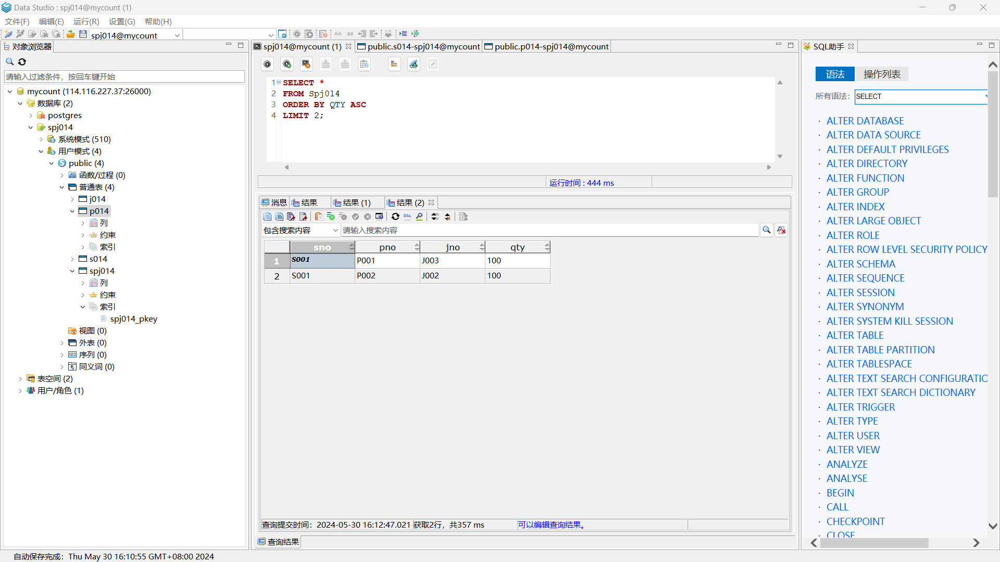 Data Studio : spj014@mycount (1)
文件(F) 编辑(E) 运行(R) 设置(G) 帮助(H)
spj014@mycount
对象浏览器
请输入过滤条件，按回车键开始
mycount (114.116.227.37:26000)
数据库 (2)
postgres
spj014
系统模式 (510)
用户模式 (4)
public (4)
函数/过程 (0)
普通表 (4)
j014
p014
列
约束
索引
s014
spj014
列
约束
索引
spj014_pkey
视图 (0)
外表 (0)
序列 (0)
同义词 (0)
表空间 (2)
用户/角色 (1)
spj014@mycount (1) public.s014-spj014@mycount public.p014-spj014@mycount
1 SELECT *
2 FROM Spj014
3 ORDER BY QTY ASC
4 LIMIT 2;
运行时间 : 444 ms
消息 结果 结果 (1) 结果 (2)
包含搜索内容 请输入搜索内容
sno pno jno qty
1 S001 P001 J003 100
2 S001 P002 J002 100
查询提交时间：2024-05-30 16:12:47.021 获取2行，共357 ms 可以编辑查询结果。
查询结果
SQL助手
语法 操作列表
所有语法: SELECT
· ALTER DATABASE
· ALTER DATA SOURCE
· ALTER DEFAULT PRIVILEGES
· ALTER DIRECTORY
· ALTER FUNCTION
· ALTER GROUP
· ALTER INDEX
· ALTER LARGE OBJECT
· ALTER ROLE
· ALTER ROW LEVEL SECURITY POLICY
· ALTER SCHEMA
· ALTER SEQUENCE
· ALTER SESSION
· ALTER SYNONYM
· ALTER SYSTEM KILL SESSION
· ALTER TABLE
· ALTER TABLE PARTITION
· ALTER TABLESPACE
· ALTER TEXT SEARCH CONFIGURATIO
· ALTER TEXT SEARCH DICTIONARY
· ALTER TRIGGER
· ALTER TYPE
· ALTER USER
· ALTER VIEW
· ANALYZE
· ANALYSE
· BEGIN
· CALL
· CHECKPOINT
· CLOSE
自动保存完成：Thu May 30 16:10:55 GMT+08:00 2024